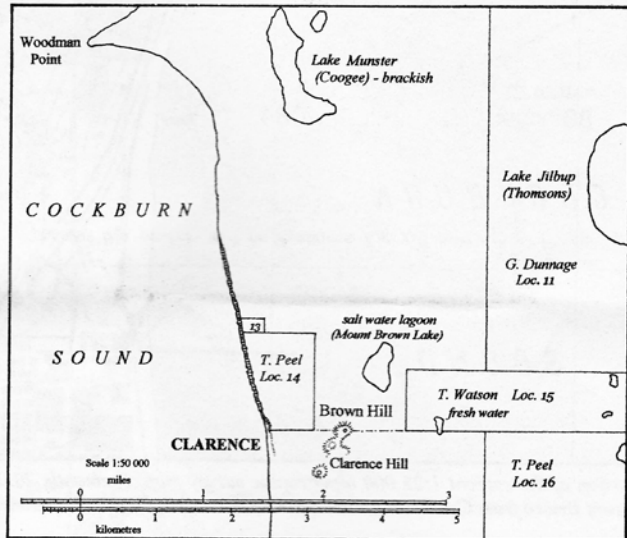 Woodman
Point
Lake Munster
(Coogee) - brackish
Lake Jilbup
(Thomsons)
COCKBURN
G. Dunnage
Loc. 11
salt water lagoon
(Mount Brown Lake)
13
SOUND
T. Peel
Loc. 14
T. Watson Loc. 15
fresh water
Brown Hill
CLARENCE
Clarence Hill
T. Peel
Loc. 16
Scale 1:50 000
miles
0 1 2 3
0 1 2 3 4 5
kilometres